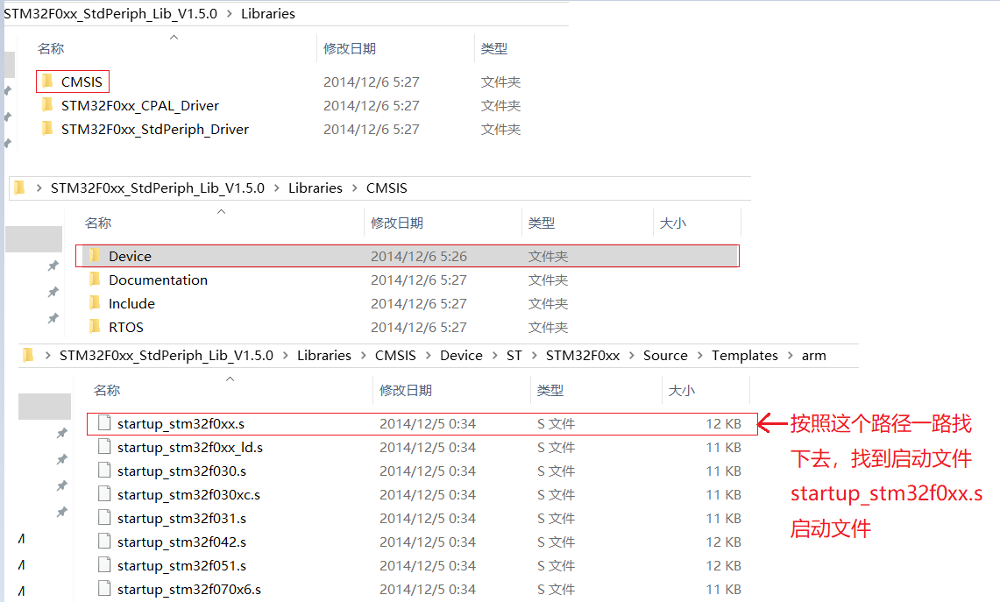 STM32F0xx_StdPeriph_Lib_V1.5.0 > Libraries
名称 修改日期 类型
CMSIS 2014/12/6 5:27 文件夹
STM32F0xx_CPAL_Driver 2014/12/6 5:27 文件夹
STM32F0xx_StdPeriph_Driver 2014/12/6 5:27 文件夹
> STM32F0xx_StdPeriph_Lib_V1.5.0 > Libraries > CMSIS
名称 修改日期 类型 大小
Device 2014/12/6 5:26 文件夹
Documentation 2014/12/6 5:27 文件夹
Include 2014/12/6 5:27 文件夹
RTOS 2014/12/6 5:27 文件夹
> STM32F0xx_StdPeriph_Lib_V1.5.0 > Libraries > CMSIS > Device > ST > STM32F0xx > Source > Templates > arm
名称 修改日期 类型 大小
startup_stm32f0xx.s 2014/12/5 0:34 S 文件 12 KB
startup_stm32f0xx_ld.s 2014/12/5 0:34 S 文件 11 KB
startup_stm32f030.s 2014/12/5 0:34 S 文件 11 KB
startup_stm32f030xc.s 2014/12/5 0:34 S 文件 11 KB
startup_stm32f031.s 2014/12/5 0:34 S 文件 11 KB
startup_stm32f042.s 2014/12/5 0:34 S 文件 12 KB
startup_stm32f051.s 2014/12/5 0:34 S 文件 12 KB
startup_stm32f070x6.s 2014/12/5 0:34 S 文件 11 KB
按照这个路径一路找
下去，找到启动文件
startup_stm32f0xx.s
启动文件